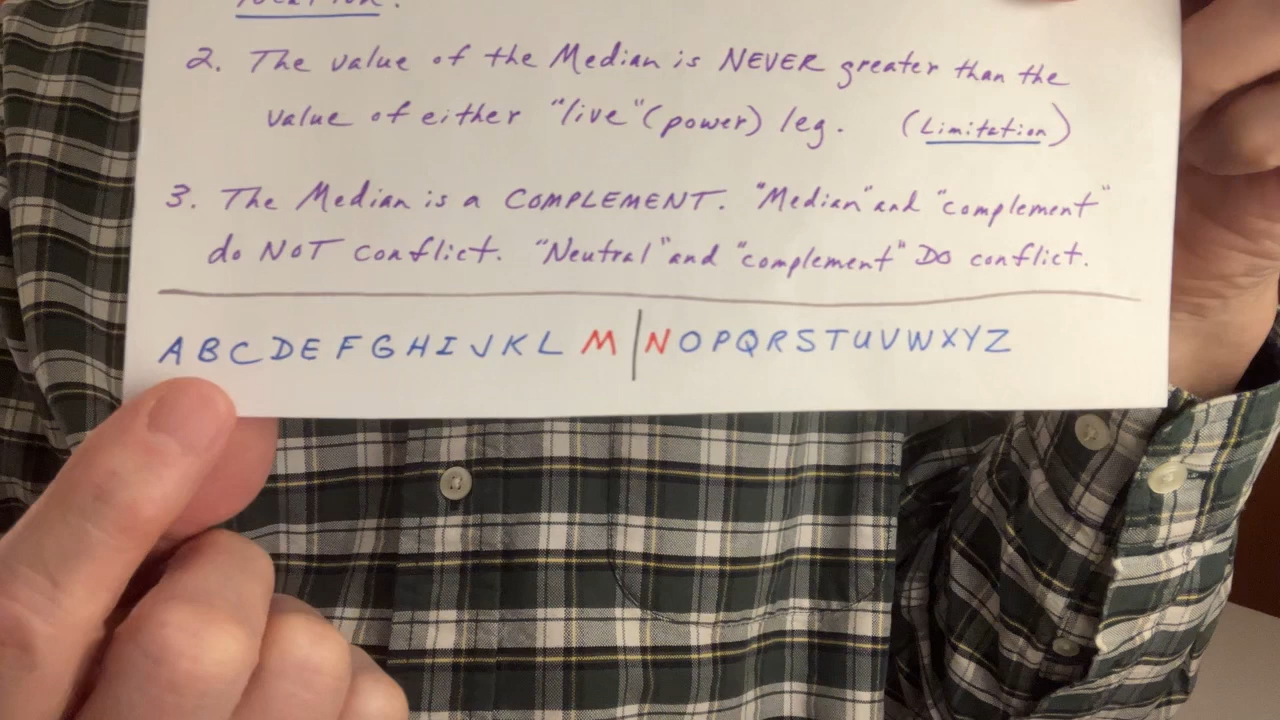 2. The value of the Median is NEVER greater than the
value of either "live" (power) leg. (Limitation)
3. The Median is a COMPLEMENT. "Median" and "complement"
do NOT conflict. "Neutral" and "complement" DO conflict.
A B C D E F G H I J K L M | N O P Q R S T U V W X Y Z